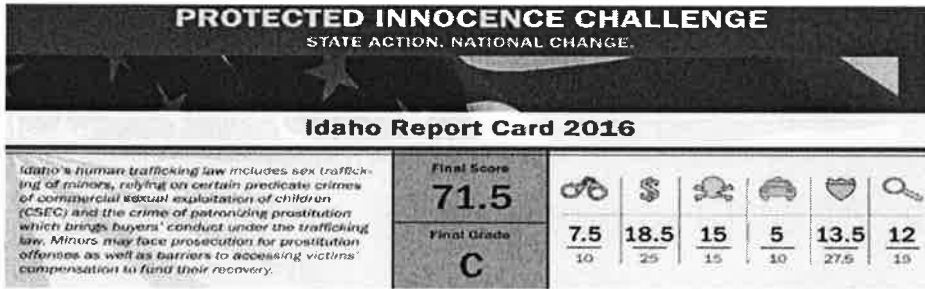 PROTECTED INNOCENCE CHALLENGE
STATE ACTION. NATIONAL CHANGE.
Idaho Report Card 2016
Idaho's human trafficking law includes sex traffick-
ing of minors, relying on certain predicate crimes
of commercial sexual exploitation of children
(CSEC) and the crime of patronizing prostitution
which brings buyers' conduct under the trafficking
law. Minors may face prosecution for prostitution
offenses as well as barriers to accessing victims'
compensation to fund their recovery.
Final Score
71.5
Final Grade
C
$
7.5 18.5 15 5 13.5 12
10 25 15 10 27.5 15